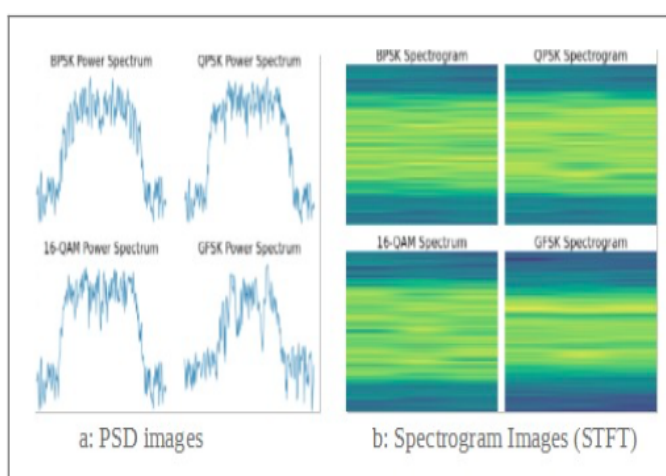 BPSK Power Spectrum
QPSK Power Spectrum
16-QAM Power Spectrum
GFSK Power Spectrum
a: PSD images
BPSK Spectrogram
QPSK Spectrogram
16-QAM Spectrum
GFSK Spectrogram
b: Spectrogram Images (STFT)